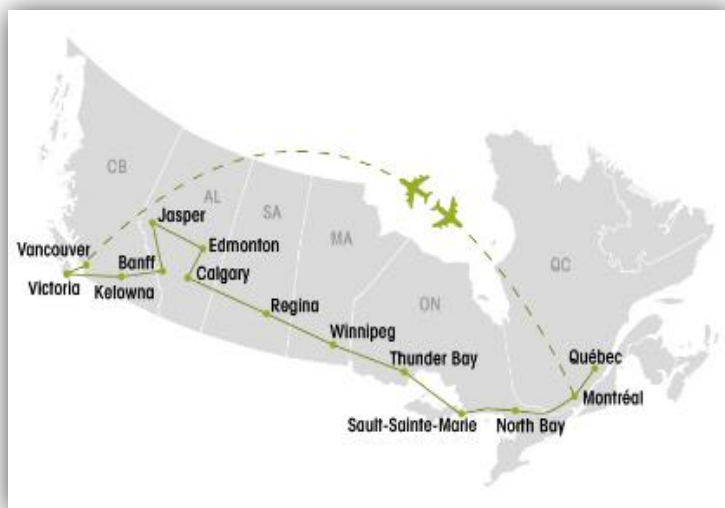 CB
AL
Jasper
SA
Edmonton
MA
QC
Vancouver
Banff
Calgary
Victoria
Kelowna
Regina
ON
Winnipeg
Thunder Bay
Québec
Montréal
Sault-Sainte-Marie
North Bay